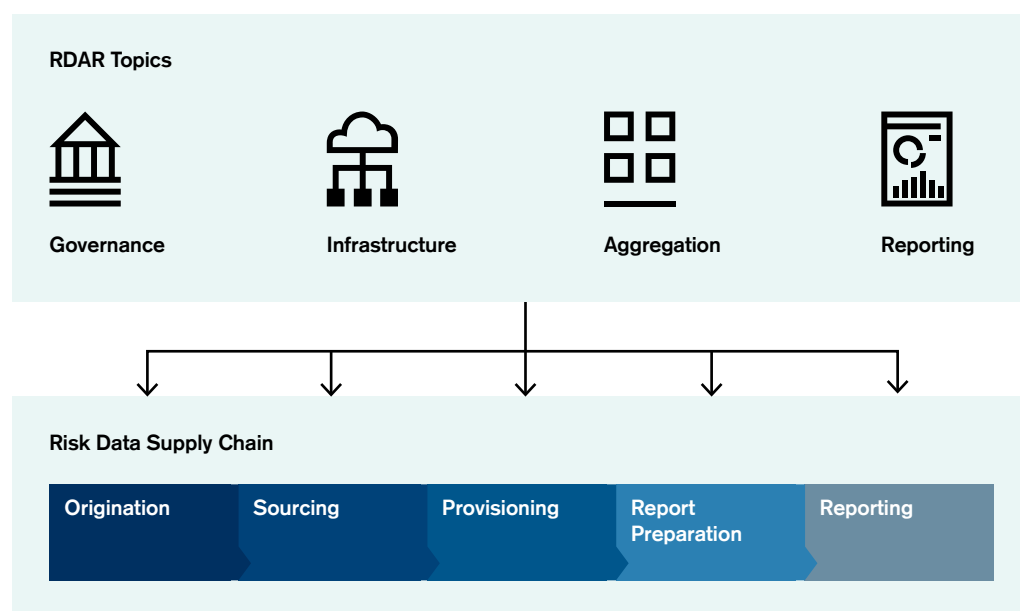 RDAR Topics
Governance
Infrastructure
Aggregation
Reporting
Risk Data Supply Chain
Origination
Sourcing
Provisioning
Report
Preparation
Reporting